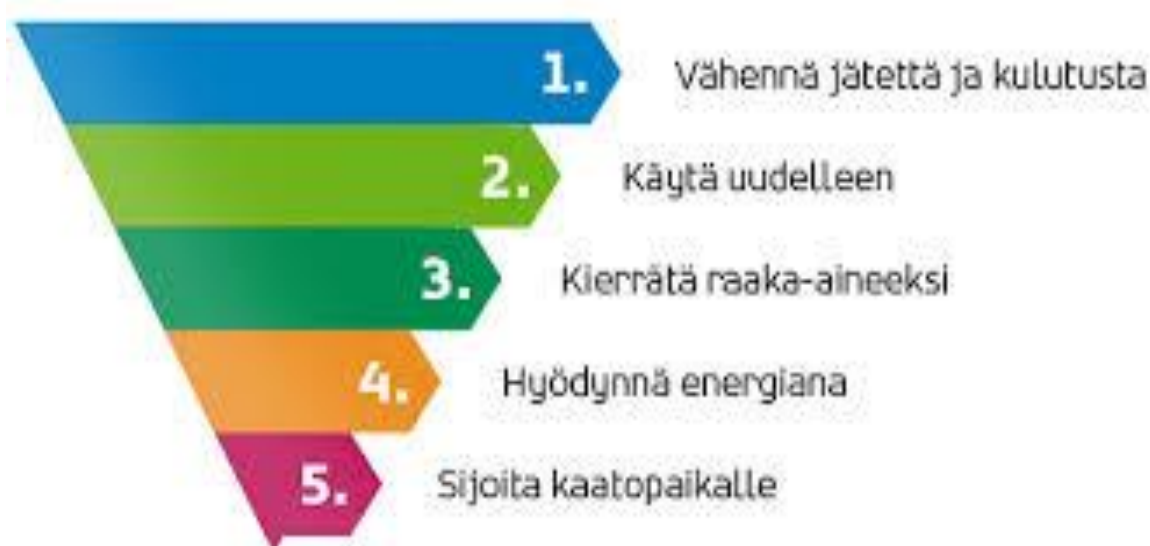 1. Vähennä jätettä ja kulutusta
2. Käytä uudelleen
3. Kierrätä raaka-aineeksi
4. Hyödynnä energiana
5. Sijoita kaatopaikalle